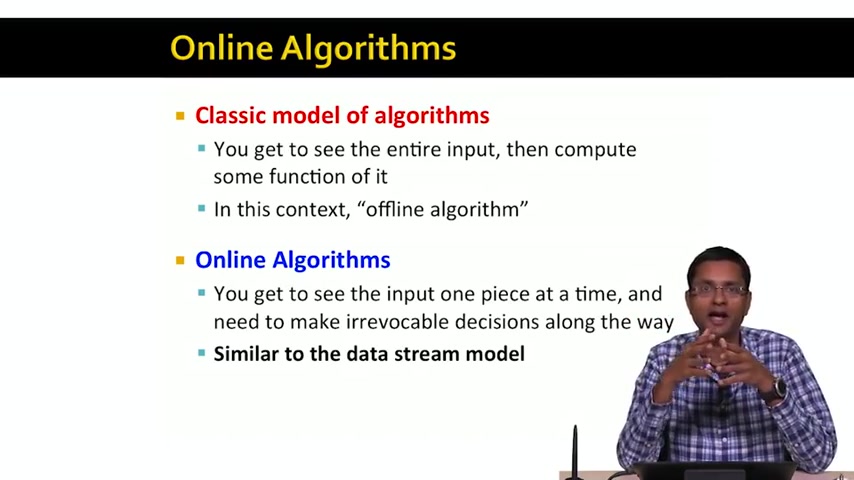 Online Algorithms
Classic model of algorithms
You get to see the entire input, then compute
some function of it
In this context, “offline algorithm”
Online Algorithms
You get to see the input one piece at a time, and
need to make irrevocable decisions along the way
Similar to the data stream model